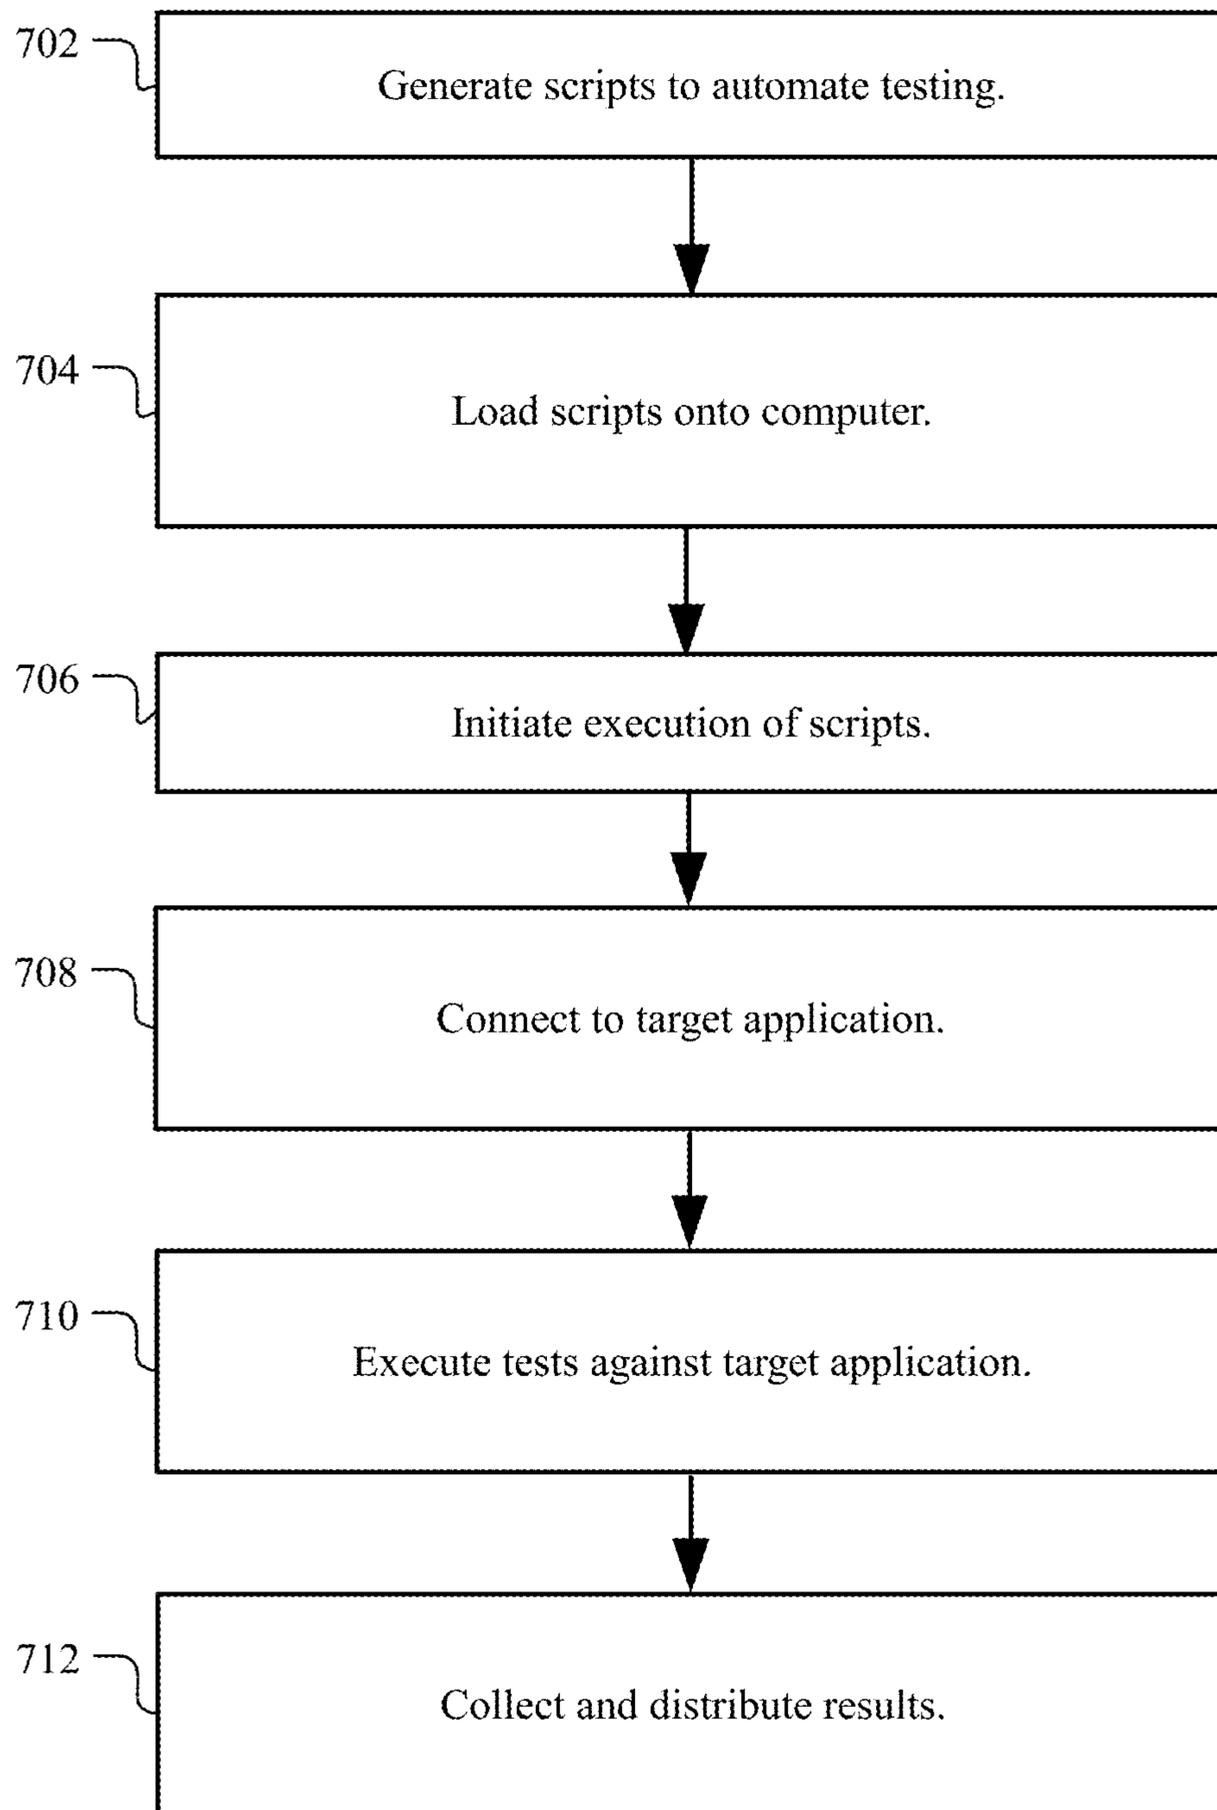 702
Generate scripts to automate testing.
704
Load scripts onto computer.
706
Initiate execution of scripts.
708
Connect to target application.
710
Execute tests against target application.
712
Collect and distribute results.